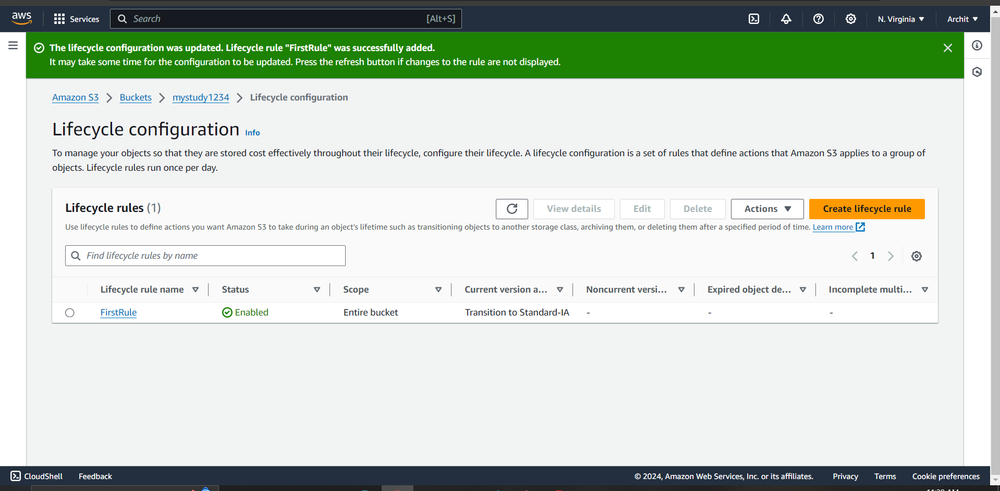 aws Services Search [Alt+S] N. Virginia Archit
The lifecycle configuration was updated. Lifecycle rule "FirstRule" was successfully added.
It may take some time for the configuration to be updated. Press the refresh button if changes to the rule are not displayed.
Amazon S3 Buckets mystudy1234 Lifecycle configuration
Lifecycle configuration Info
To manage your objects so that they are stored cost effectively throughout their lifecycle, configure their lifecycle. A lifecycle configuration is a set of rules that define actions that Amazon S3 applies to a group of
objects. Lifecycle rules run once per day.
Lifecycle rules (1) View details Edit Delete Actions Create lifecycle rule
Use lifecycle rules to define actions you want Amazon S3 to take during an object's lifetime such as transitioning objects to another storage class, archiving them, or deleting them after a specified period of time. Learn more
Find lifecycle rules by name 1
Lifecycle rule name Status Scope Current version a... Noncurrent versi... Expired object de... Incomplete multi...
FirstRule Enabled Entire bucket Transition to Standard-IA - - -
CloudShell Feedback © 2024, Amazon Web Services, Inc. or its affiliates. Privacy Terms Cookie preferences